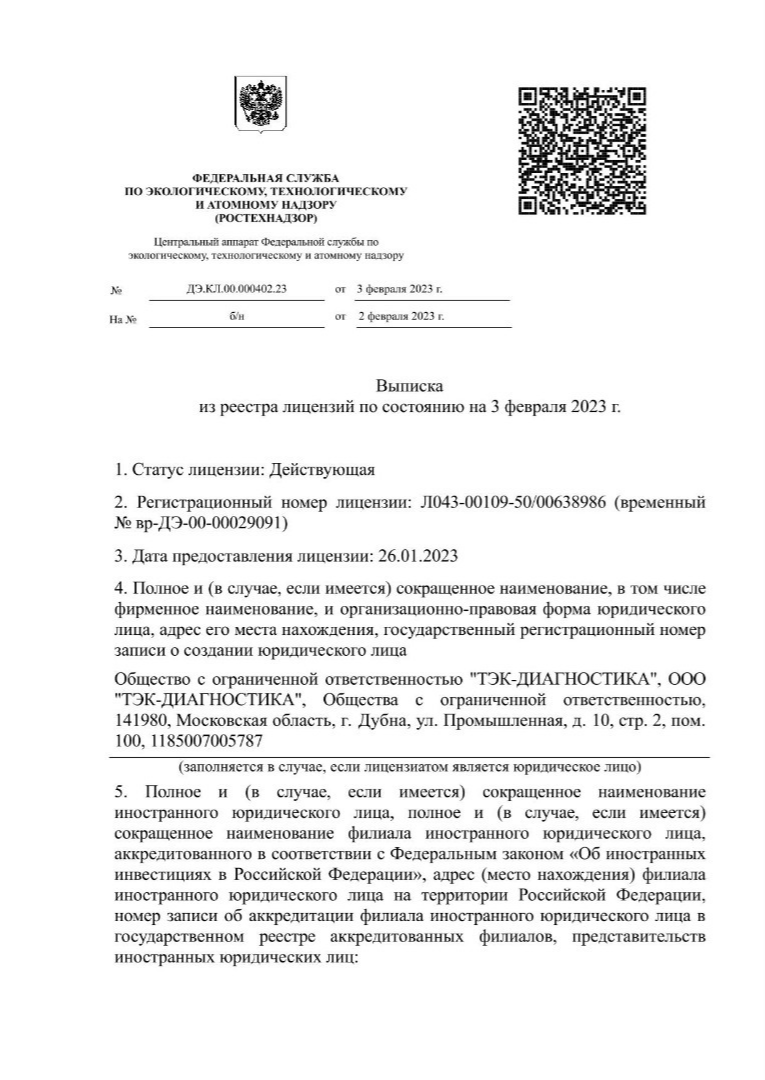 ФЕДЕРАЛЬНАЯ СЛУЖБА
ПО ЭКОЛОГИЧЕСКОМУ, ТЕХНОЛОГИЧЕСКОМУ
И АТОМНОМУ НАДЗОРУ
(РОСТЕХНАДЗОР)
Центральный аппарат Федеральной службы по
экологическому, технологическому и атомному надзору
№ ДЭ.КЛ.00.000402.23 от 3 февраля 2023 г.
На № б/н от 2 февраля 2023 г.
Выписка
из реестра лицензий по состоянию на 3 февраля 2023 г.
1. Статус лицензии: Действующая
2. Регистрационный номер лицензии: Л043-00109-50/00638986 (временный
№ вр-ДЭ-00-00029091)
3. Дата предоставления лицензии: 26.01.2023
4. Полное и (в случае, если имеется) сокращенное наименование, в том числе
фирменное наименование, и организационно-правовая форма юридического
лица, адрес его места нахождения, государственный регистрационный номер
записи о создании юридического лица
Общество с ограниченной ответственностью "ТЭК-ДИАГНОСТИКА", ООО
"ТЭК-ДИАГНОСТИКА", Общества с ограниченной ответственностью,
141980, Московская область, г. Дубна, ул. Промышленная, д. 10, стр. 2, пом.
100, 1185007005787
(заполняется в случае, если лицензиатом является юридическое лицо)
5. Полное и (в случае, если имеется) сокращенное наименование
иностранного юридического лица, полное и (в случае, если имеется)
сокращенное наименование филиала иностранного юридического лица,
аккредитованного в соответствии с Федеральным законом «Об иностранных
инвестициях в Российской Федерации», адрес (место нахождения) филиала
иностранного юридического лица на территории Российской Федерации,
номер записи об аккредитации филиала иностранного юридического лица в
государственном реестре аккредитованных филиалов, представительств
иностранных юридических лиц: